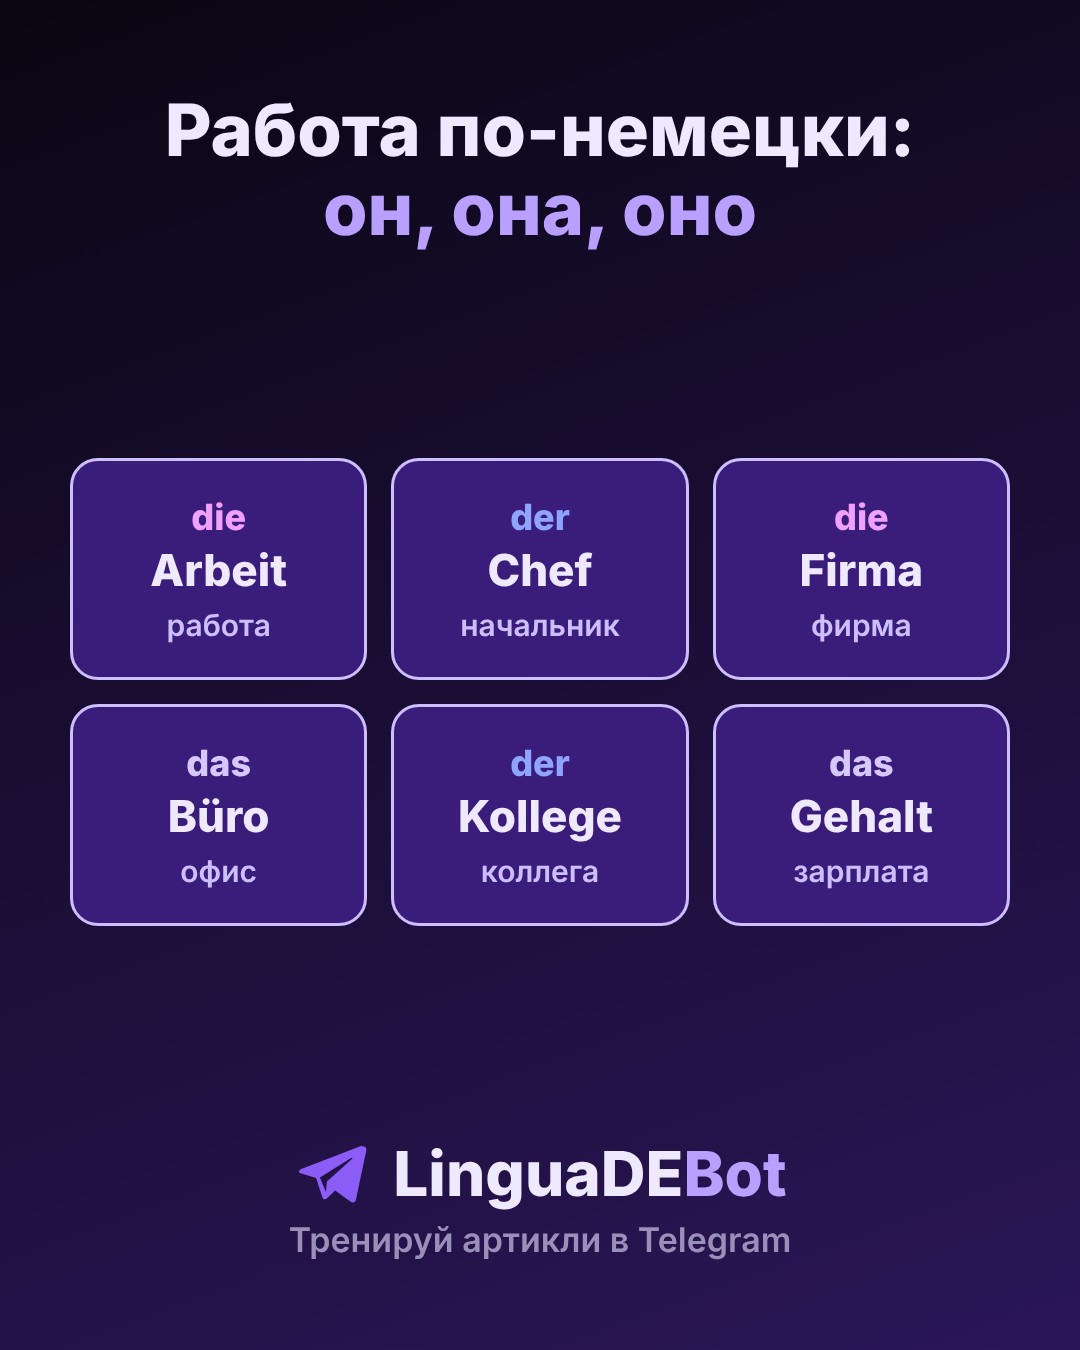 Работа по-немецки:
он, она, оно
die
Arbeit
работа
der
Chef
начальник
die
Firma
фирма
das
Büro
офис
der
Kollege
коллега
das
Gehalt
зарплата
LinguaDEBot
Тренируй артикли в Telegram